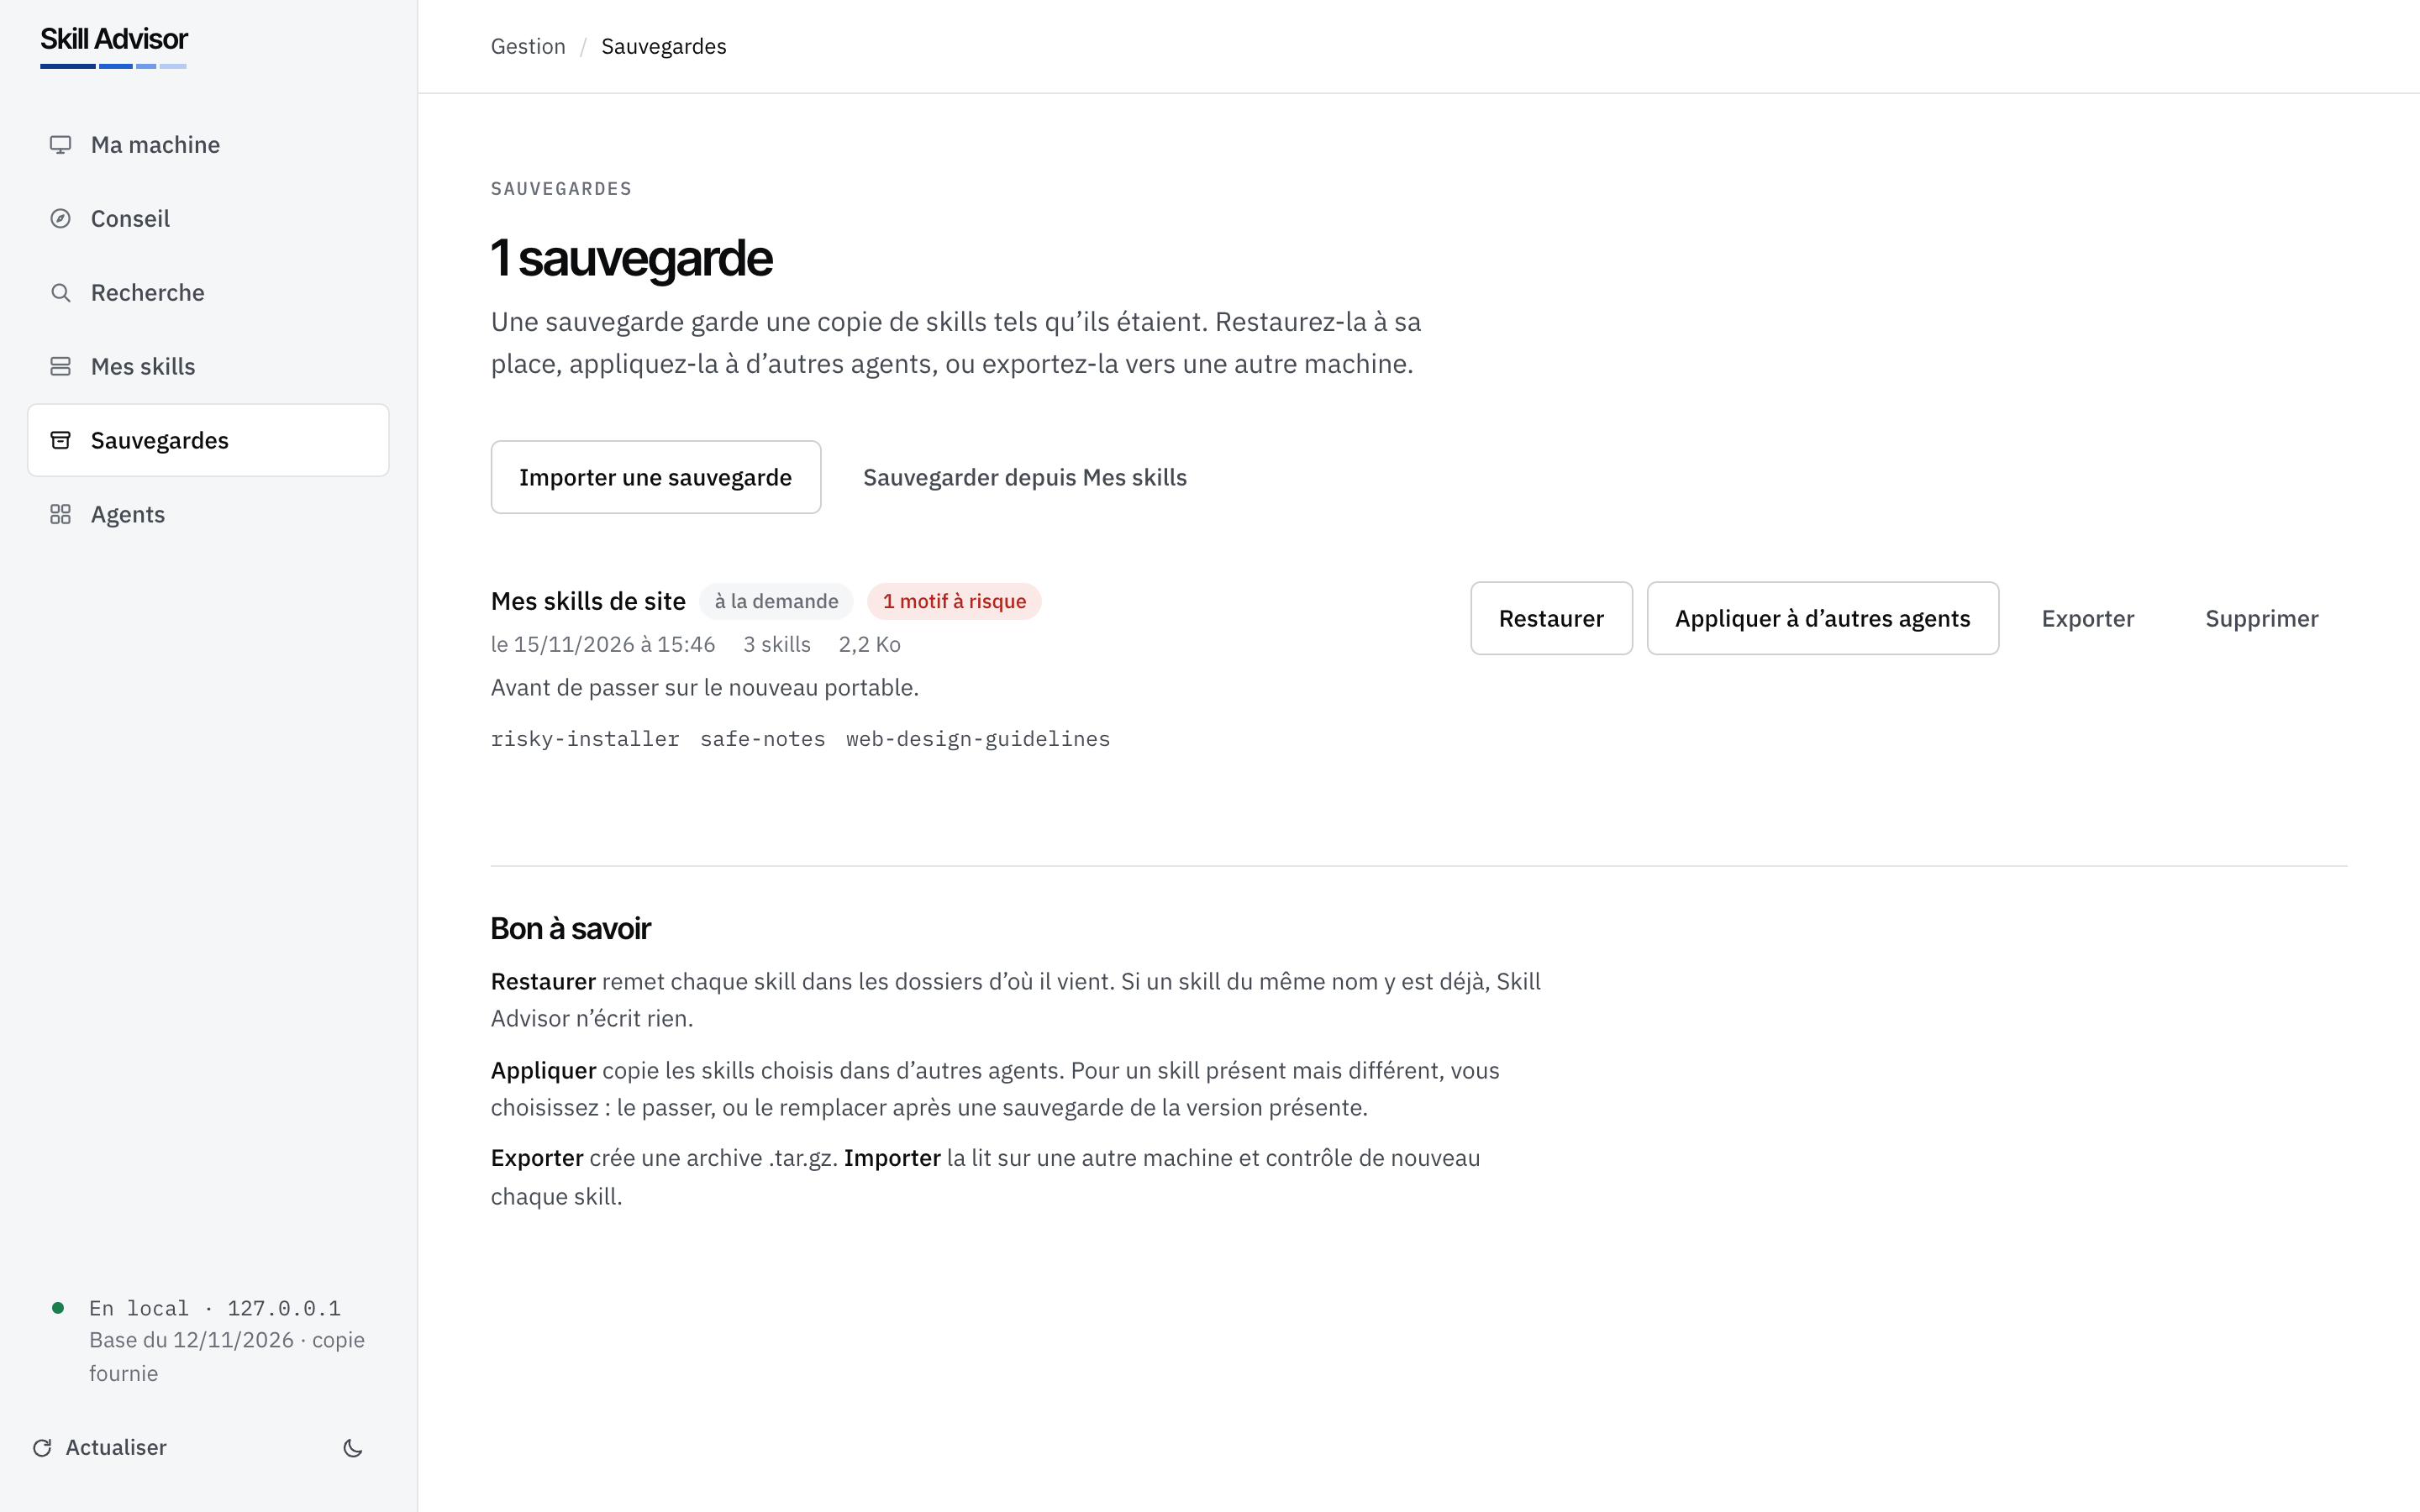 Skill Advisor
Ma machine
Conseil
Recherche
Mes skills
Sauvegardes
Agents
En local · 127.0.0.1
Base du 12/11/2026 · copie
fournie
Actualiser
Gestion / Sauvegardes
SAUVEGARDES
1 sauvegarde
Une sauvegarde garde une copie de skills tels qu’ils étaient. Restaurez-la à sa
place, appliquez-la à d’autres agents, ou exportez-la vers une autre machine.
Importer une sauvegarde Sauvegarder depuis Mes skills
Mes skills de site à la demande 1 motif à risque
le 15/11/2026 à 15:46 3 skills 2,2 Ko
Avant de passer sur le nouveau portable.
risky-installer safe-notes web-design-guidelines
Restaurer Appliquer à d’autres agents Exporter Supprimer
Bon à savoir
Restaurer remet chaque skill dans les dossiers d’où il vient. Si un skill du même nom y est déjà, Skill
Advisor n’écrit rien.
Appliquer copie les skills choisis dans d’autres agents. Pour un skill présent mais différent, vous
choisissez : le passer, ou le remplacer après une sauvegarde de la version présente.
Exporter crée une archive .tar.gz. Importer la lit sur une autre machine et contrôle de nouveau
chaque skill.